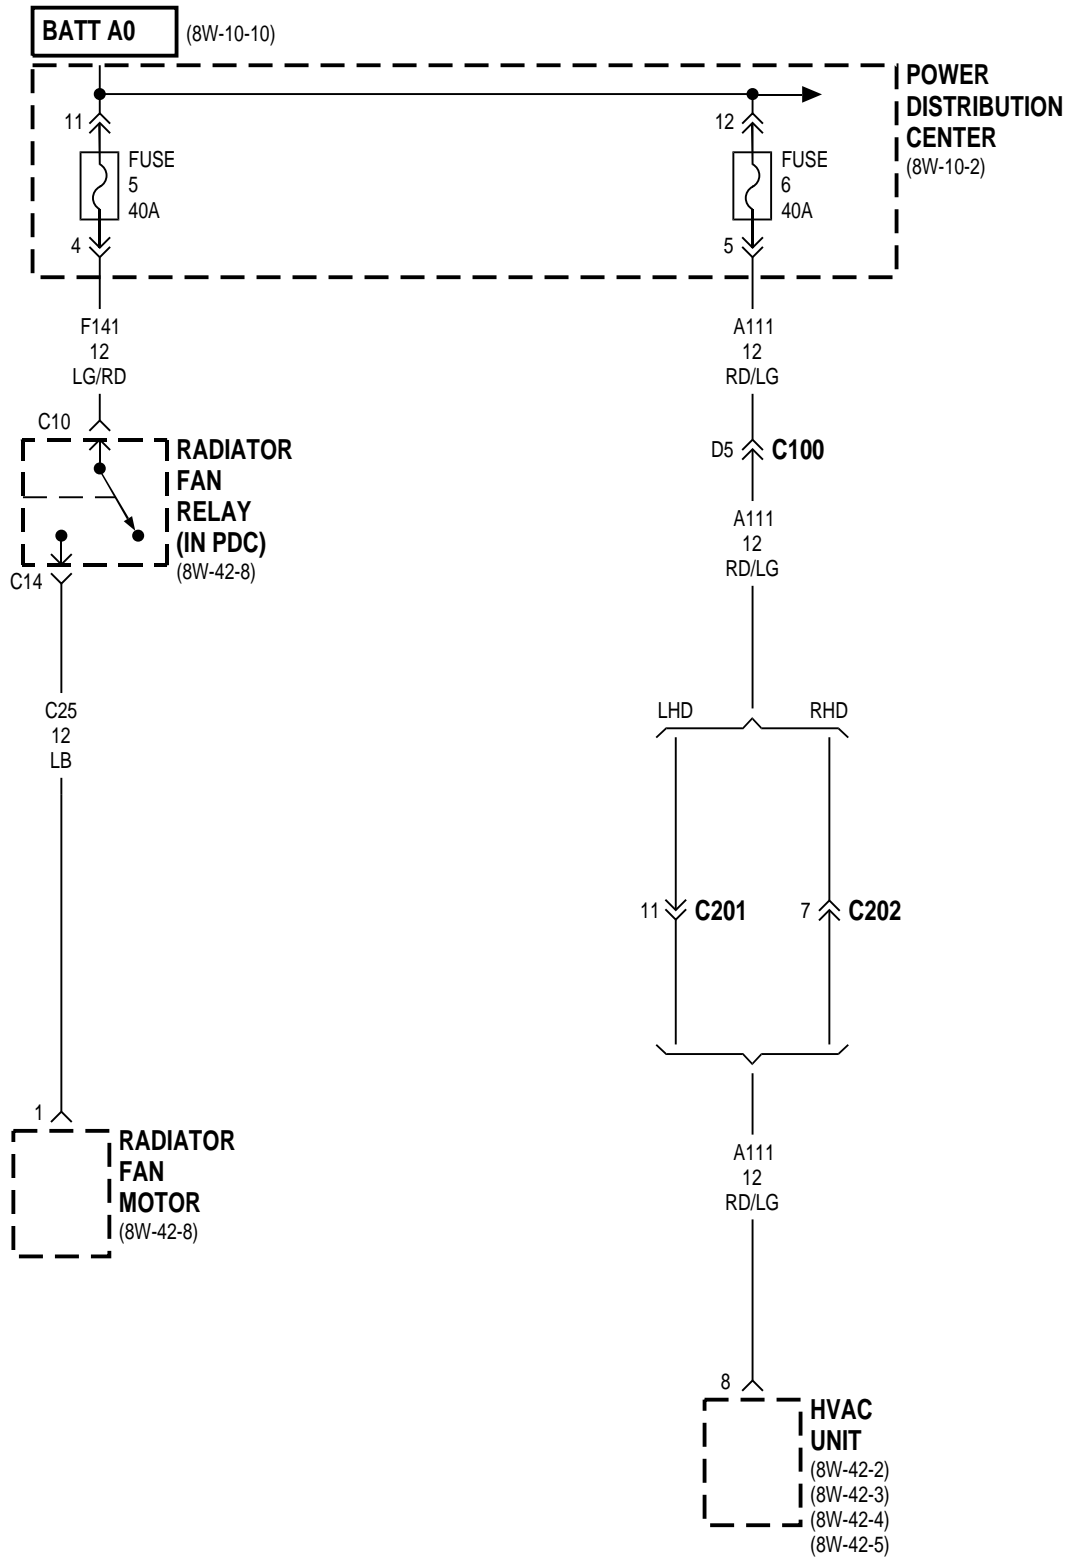 BATT A0
(8W-10-10)
POWER
DISTRIBUTION
CENTER
(8W-10-2)
11
FUSE
5
40A
4
12
FUSE
6
40A
5
F141
12
LG/RD
A111
12
RD/LG
C10
RADIATOR
FAN
RELAY
(IN PDC)
(8W-42-8)
C14
D5
C100
A111
12
RD/LG
C25
12
LB
LHD
RHD
11
C201
7
C202
1
RADIATOR
FAN
MOTOR
(8W-42-8)
A111
12
RD/LG
8
HVAC
UNIT
(8W-42-2)
(8W-42-3)
(8W-42-4)
(8W-42-5)